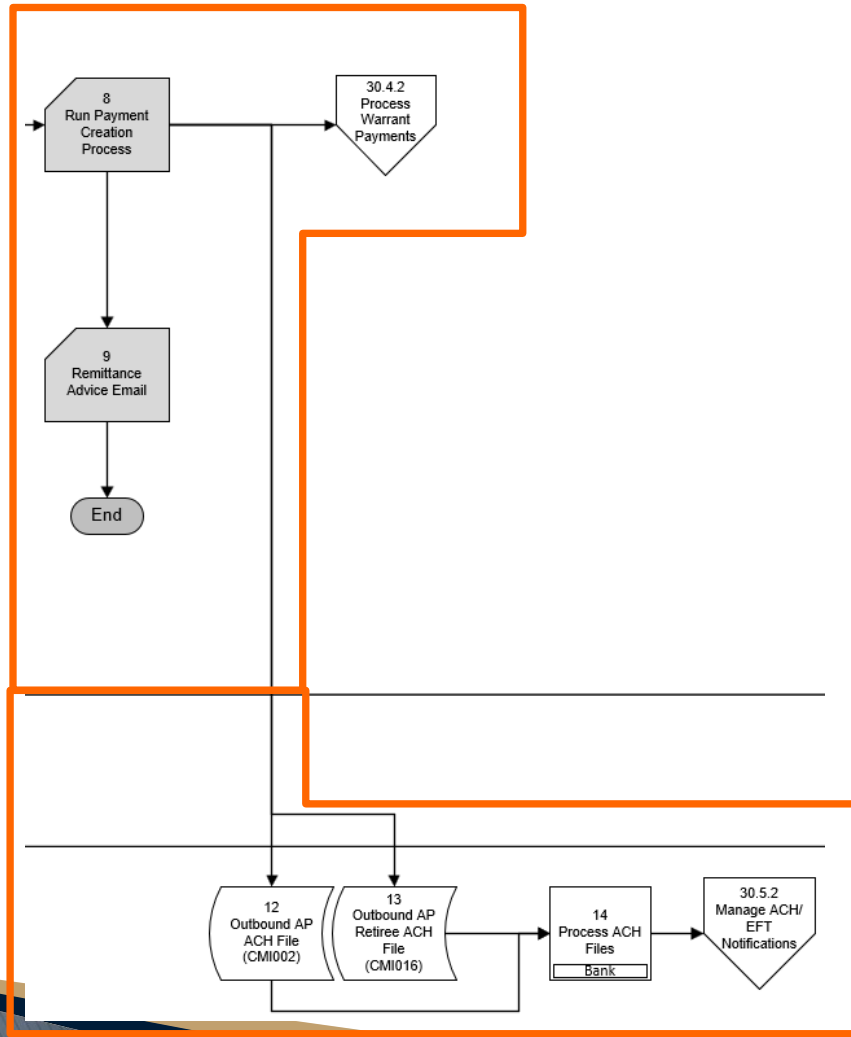 8
Run Payment
Creation
Process
30.4.2
Process
Warrant
Payments
9
Remittance
Advice Email
End
12
Outbound AP
ACH File
(CMI002)
13
Outbound AP
Retiree ACH
File
(CMI016)
14
Process ACH
Files
Bank
30.5.2
Manage ACH/
EFT
Notifications